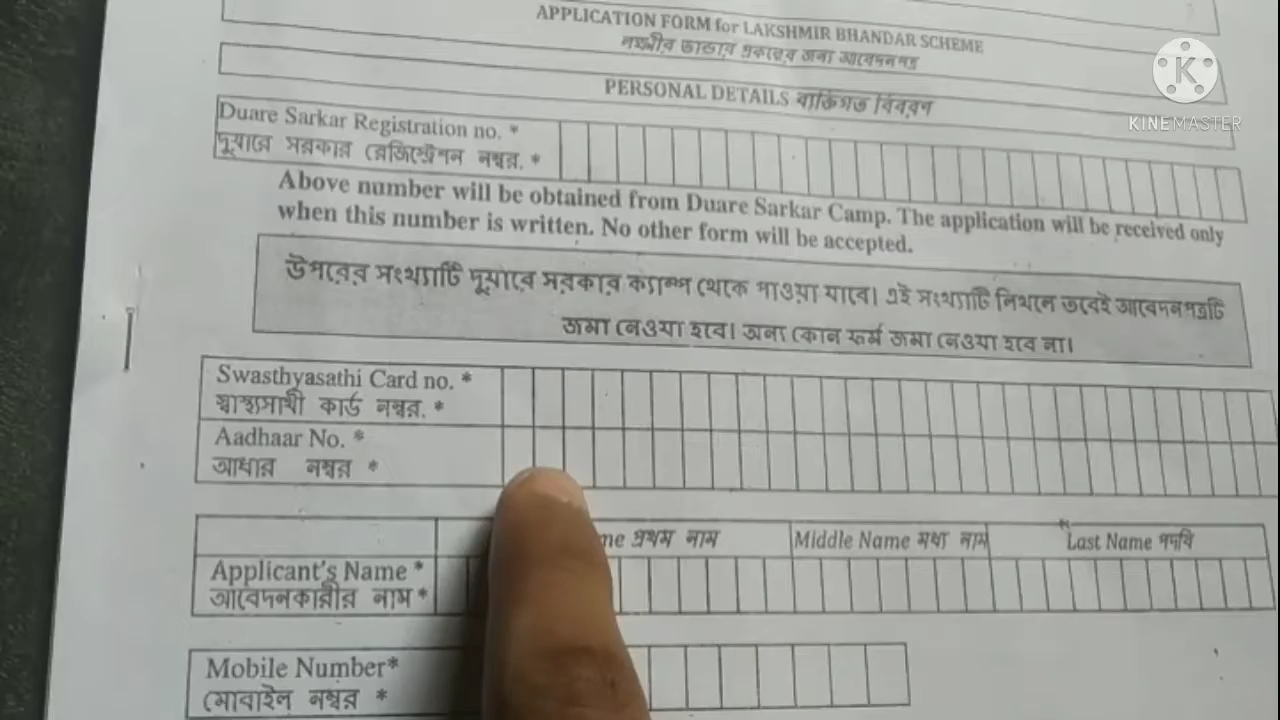 APPLICATION FORM for LAKSHMIR BHANDAR SCHEME
লক্ষ্মীর ভান্ডার প্রকল্পের জন্য আবেদনপত্র
K
KINEMASTER
PERSONAL DETAILS ব্যক্তিগত বিবরণ
Duare Sarkar Registration no. *
দুয়ারে সরকার রেজিস্ট্রেশন নম্বর. *
Above number will be obtained from Duare Sarkar Camp. The application will be received only
when this number is written. No other form will be accepted.
উপরের সংখ্যাটি দুয়ারে সরকার ক্যাম্প থেকে পাওয়া যাবে। এই সংখ্যাটি লিখলে তবেই আবেদনপত্রটি
জমা নেওয়া হবে। অন্য কোন ফর্ম জমা নেওয়া হবে না।
Swasthyasathi Card no. *
স্বাস্থ্যসাথী কার্ড নম্বর. *
Aadhaar No. *
আধার নম্বর *
me প্রথম নাম Middle Name মধ্য নাম Last Name পদবি
Applicant's Name *
আবেদনকারীর নাম *
Mobile Number*
মোবাইল নম্বর *